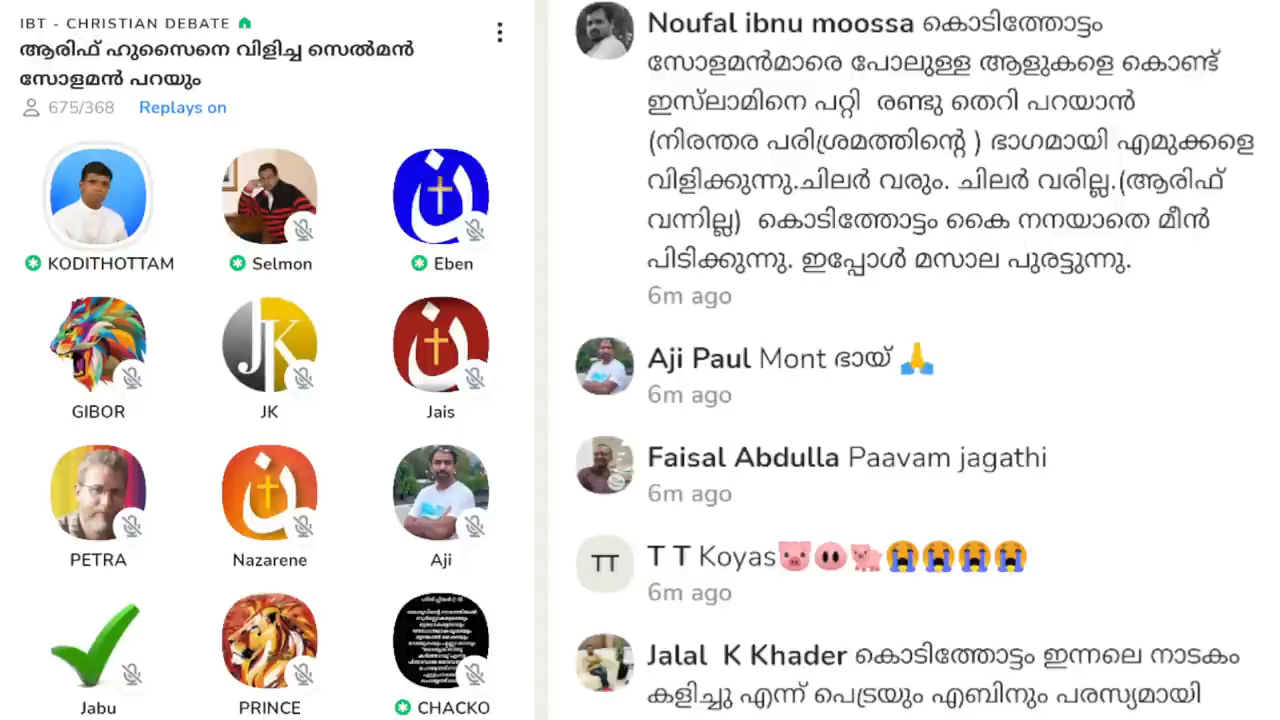 IBT - CHRISTIAN DEBATE
ആരിഫ് ഹുസൈനെ വിളിച്ച സെൽമൻ
സോളമൻ പറയും
675/368 Replays on
KODITHOTTAM Selmon Eben
JK
GIBOR JK Jais
PETRA Nazarene Aji
Jabu PRINCE CHACKO
Noufal ibnu moossa കൊടിത്തോട്ടം
സോളമൻമാരെ പോലുള്ള ആളുകളെ കൊണ്ട്
ഇസ്ലാമിനെ പറ്റി രണ്ടു തെറി പറയാൻ
(നിരന്തര പരിശ്രമത്തിന്റെ ) ഭാഗമായി എമുക്കളെ
വിളിക്കുന്നു.ചിലർ വരും. ചിലർ വരില്ല.(ആരിഫ്
വന്നില്ല) കൊടിത്തോട്ടം കൈ നനയാതെ മീൻ
പിടിക്കുന്നു. ഇപ്പോൾ മസാല പുരട്ടുന്നു.
6m ago
Aji Paul Mont ഭായ് 🙏
6m ago
Faisal Abdulla Paavam jagathi
6m ago
TT T T Koyas🐷🐽🐖😭😭😭😭
6m ago
Jalal K Khader കൊടിത്തോട്ടം ഇന്നലെ നാടകം
കളിച്ചു എന്ന് പെട്രയും എബിനും പരസ്യമായി